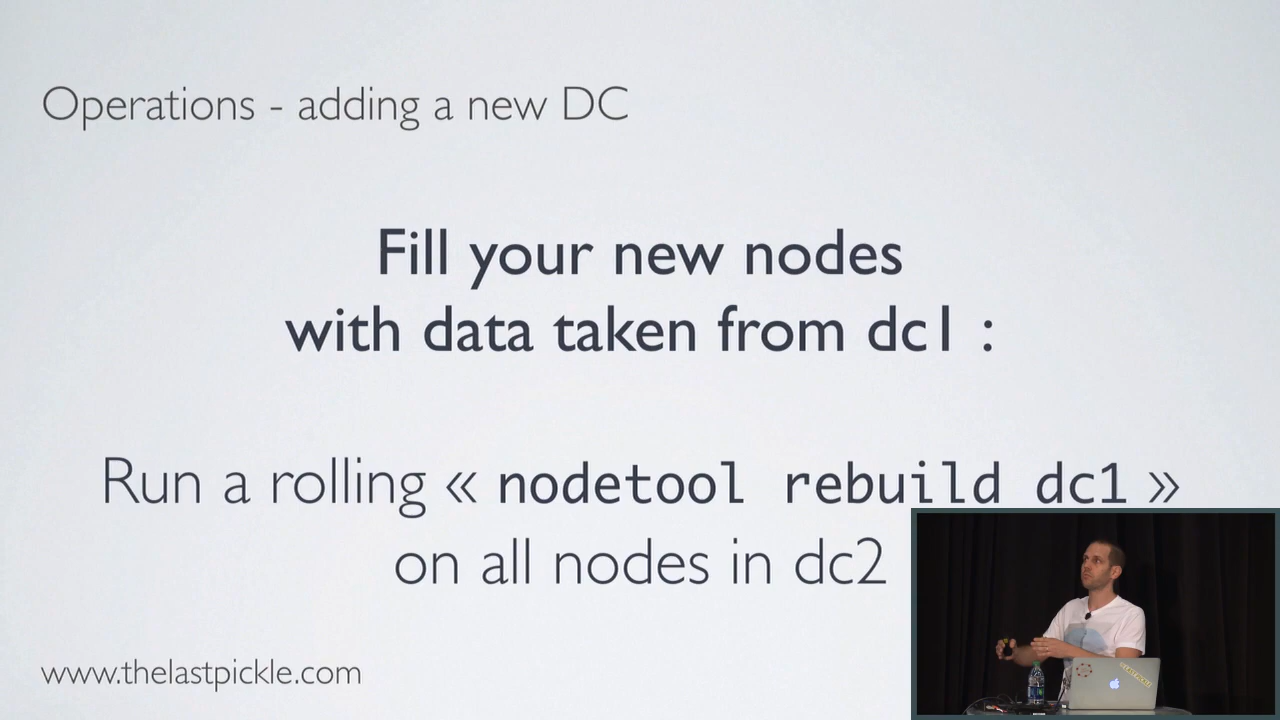 Operations - adding a new DC
Fill your new nodes
with data taken from dc1 :
Run a rolling « nodetool rebuild dc1 »
on all nodes in dc2
www.thelastpickle.com